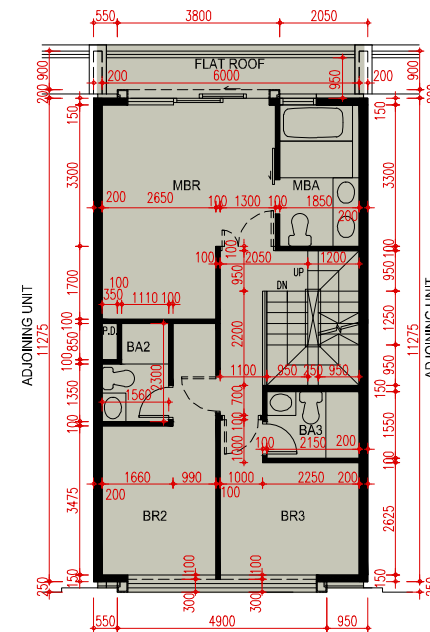 550 3800 2050
FLAT ROOF
900 200 6000 200 950 900
200 150 150
3300 MBR MBA 3300
200 2650 100 1300 100 1850
200
100 100
100 2050 1200
1700 950 UP 950
100 DN
350 1110 100
ADJOINING UNIT 11275 11275 ADJOINING UNIT
100 P.D. 2200 1250
850 BA2
100 2300 1100 950 250 950 950
1350 1560 700 150
100 1000 100 BA3 1550
2150 200
100
1660 990 1000 2250 200
200 100
3475 BR2 BR3 2625
100 100
150 150
250 300 300 250
550 4900 950